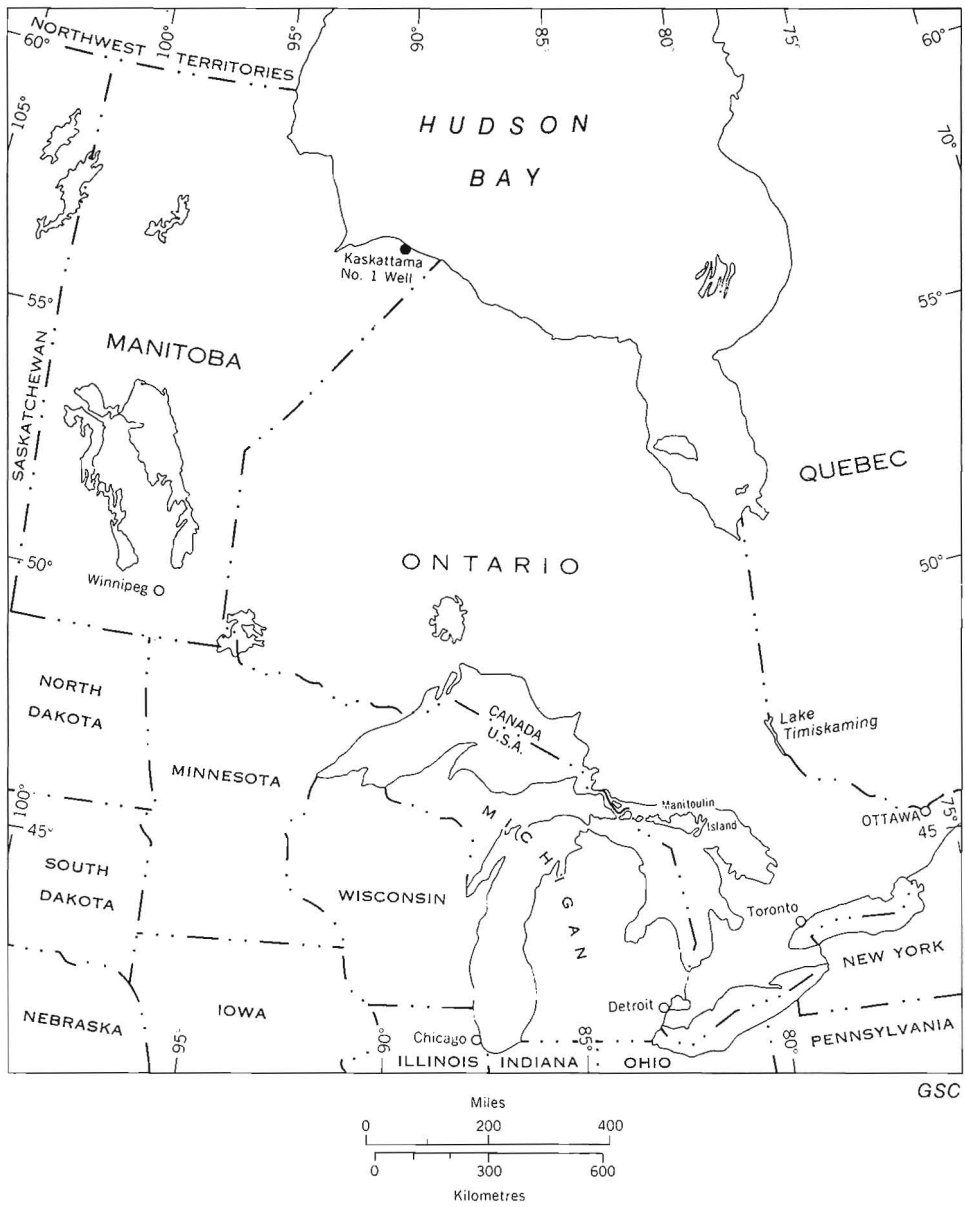 60°
100°
95°
90°
85°
80°
75°
60°
NORTHWEST TERRITORIES
105°
70°
HUDSON
BAY
Kaskattama
No. 1 Well
55°
55°
MANITOBA
SASKATCHEWAN
QUEBEC
50°
ONTARIO
50°
Winnipeg
NORTH
DAKOTA
CANADA
U.S.A.
Lake
Timiskaming
MINNESOTA
100°
45°
Manitoulin
Island
OTTAWA
75°
45
MICHIGAN
SOUTH
DAKOTA
WISCONSIN
Toronto
NEW YORK
NEBRASKA
IOWA
Detroit
PENNSYLVANIA
95°
90°
Chicago
85°
80°
ILLINOIS
INDIANA
OHIO
GSC
Miles
0 200 400
0 300 600
Kilometres